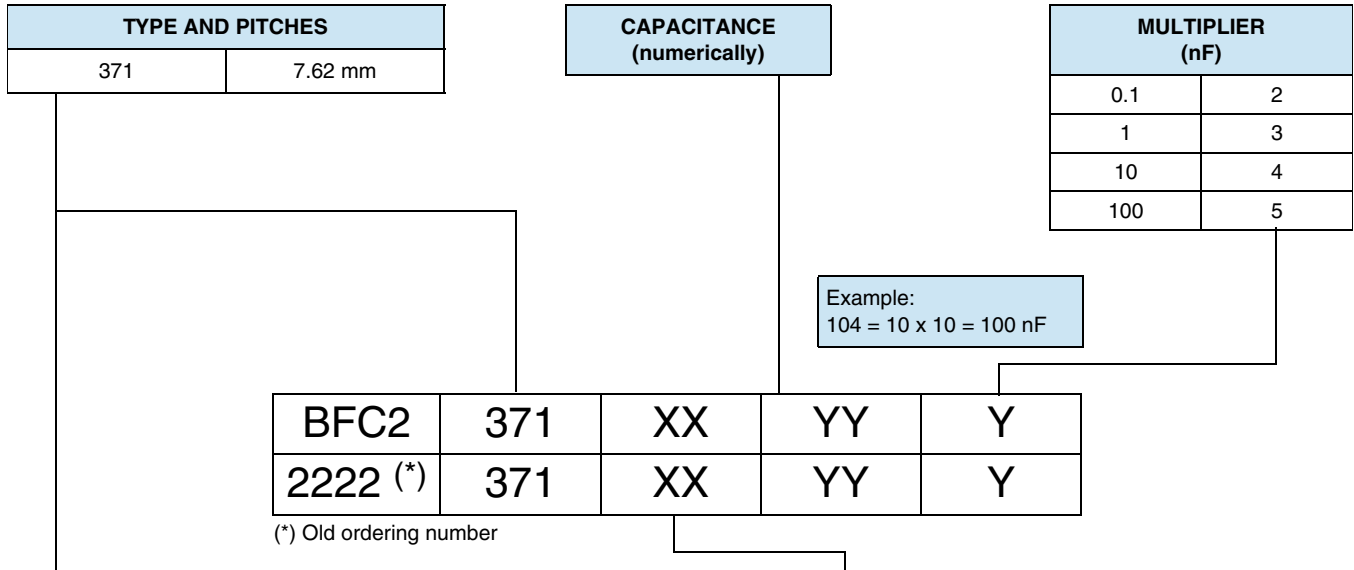 TYPE AND PITCHES
371 7.62 mm
CAPACITANCE
(numerically)
MULTIPLIER
(nF)
0.1 2
1 3
10 4
100 5
Example:
104 = 10 x 10 = 100 nF
BFC2 371 XX YY Y
2222 (*) 371 XX YY Y
(*) Old ordering number